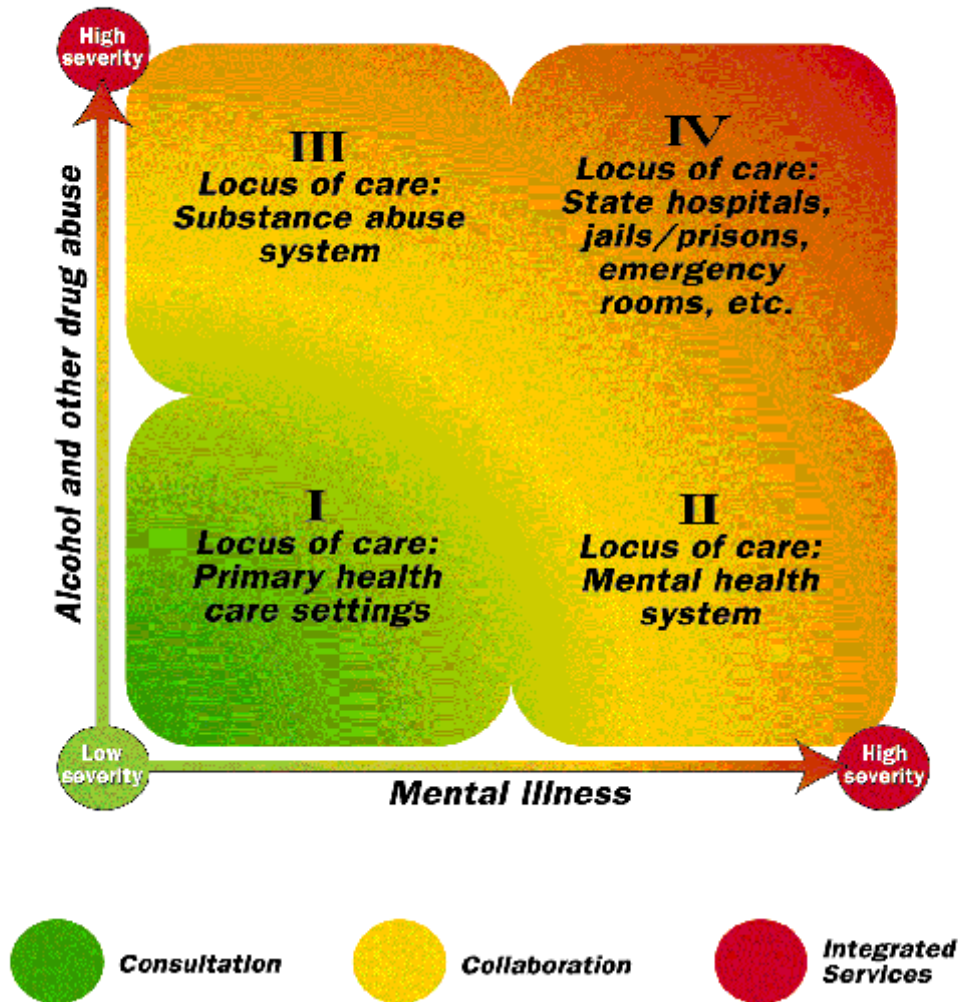 High
severity
III
Locus of care:
Substance abuse
system
IV
Locus of care:
State hospitals,
jails/prisons,
emergency
rooms, etc.
Alcohol and other drug abuse
I
Locus of care:
Primary health
care settings
II
Locus of care:
Mental health
system
Low
severity
High
severity
Mental Illness
Consultation
Collaboration
Integrated
Services